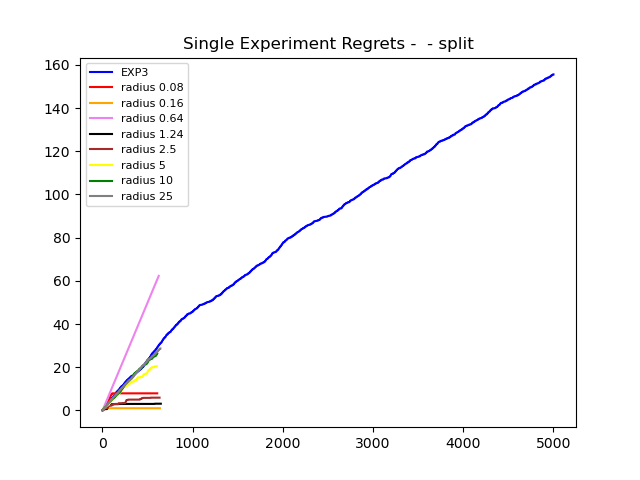 Single Experiment Regrets -  - split
160
140
120
100
80
60
40
20
0
EXP3
radius 0.08
radius 0.16
radius 0.64
radius 1.24
radius 2.5
radius 5
radius 10
radius 25
0 1000 2000 3000 4000 5000